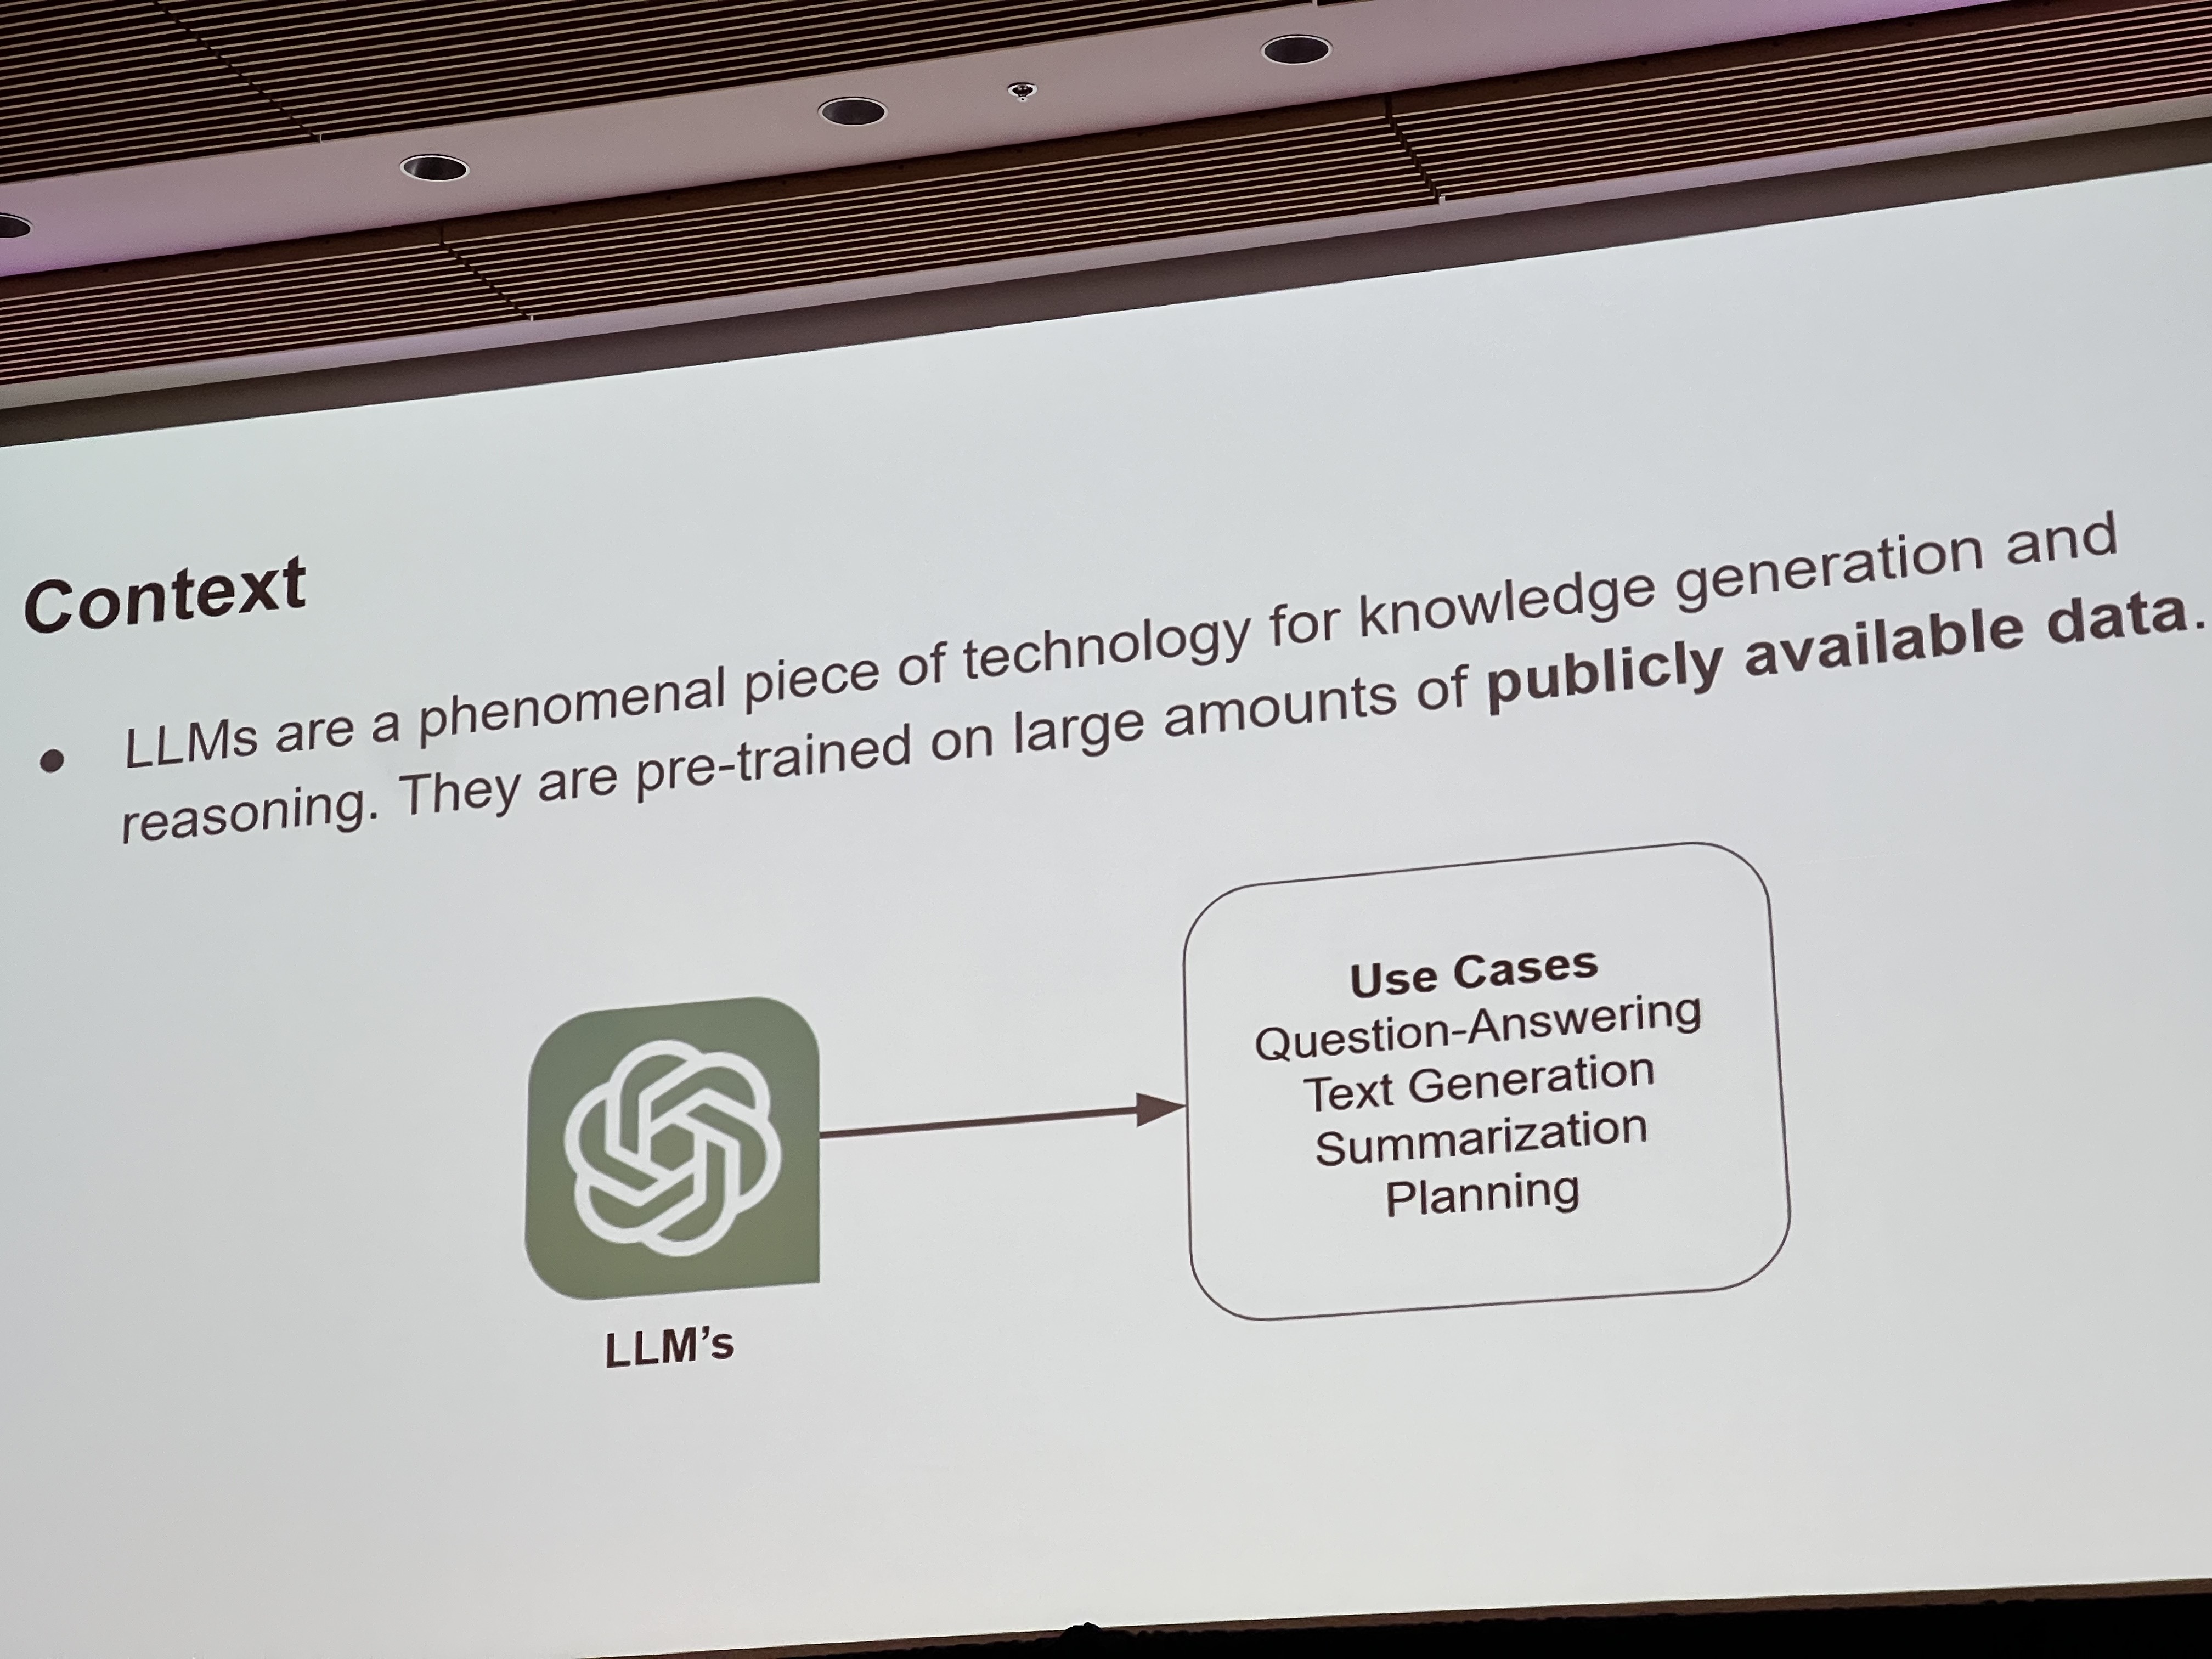 Context
● LLMs are a phenomenal piece of technology for knowledge generation and
reasoning. They are pre-trained on large amounts of publicly available data.
Use Cases
Question-Answering
Text Generation
Summarization
Planning
LLM’s